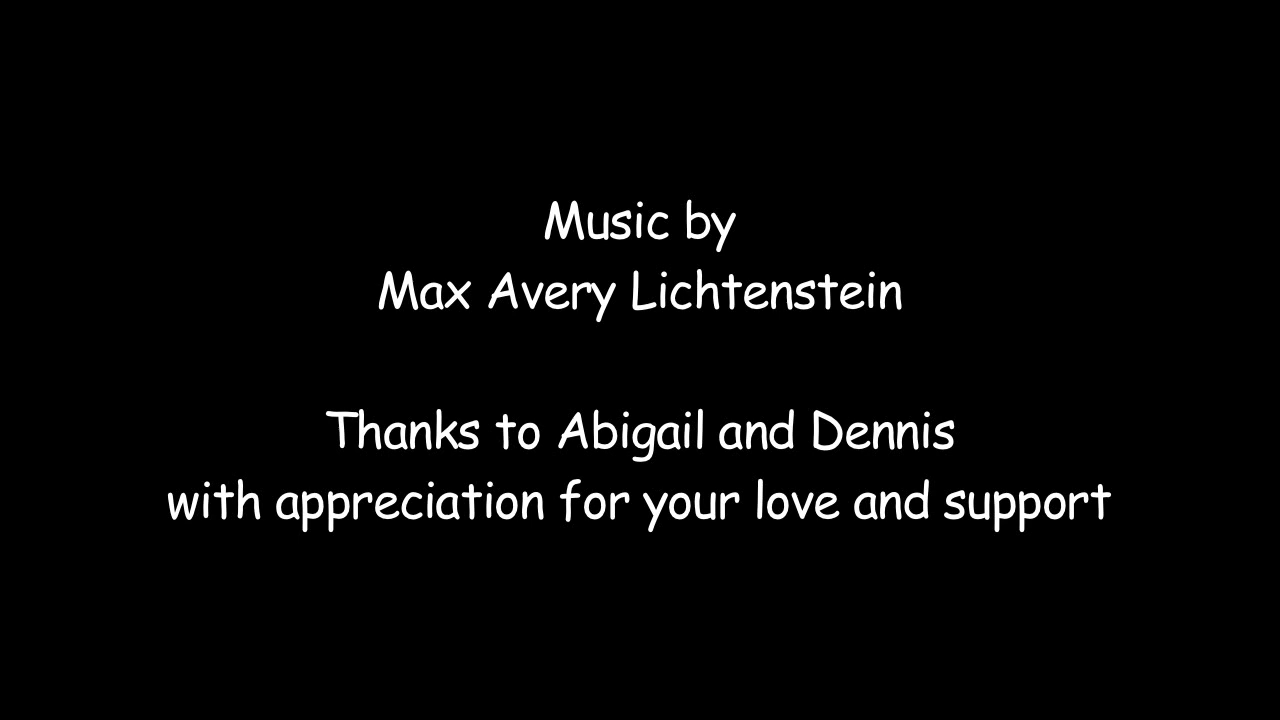 Music by
Max Avery Lichtenstein
Thanks to Abigail and Dennis
with appreciation for your love and support